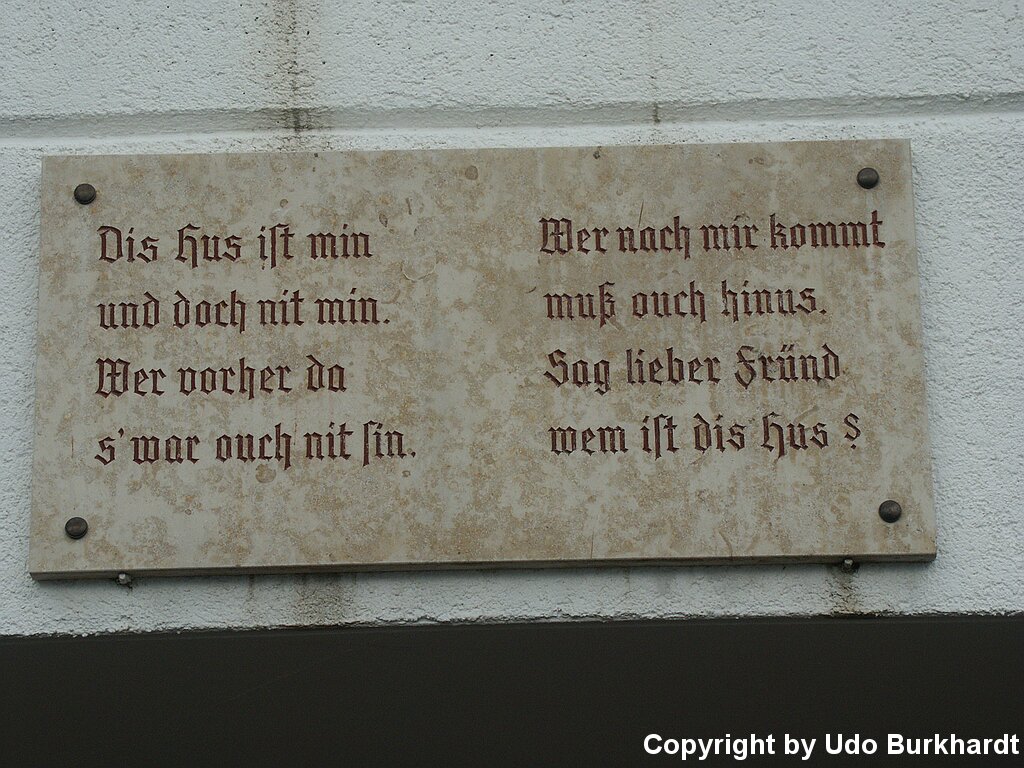 Dis Hus ist min
und doch nit min.
Wer vorher da
s'war ouch nit sin.
Wer nach mir kommt
muß ouch hinus.
Sag lieber Fründ
wem ist dis Hus ?
Copyright by Udo Burkhardt